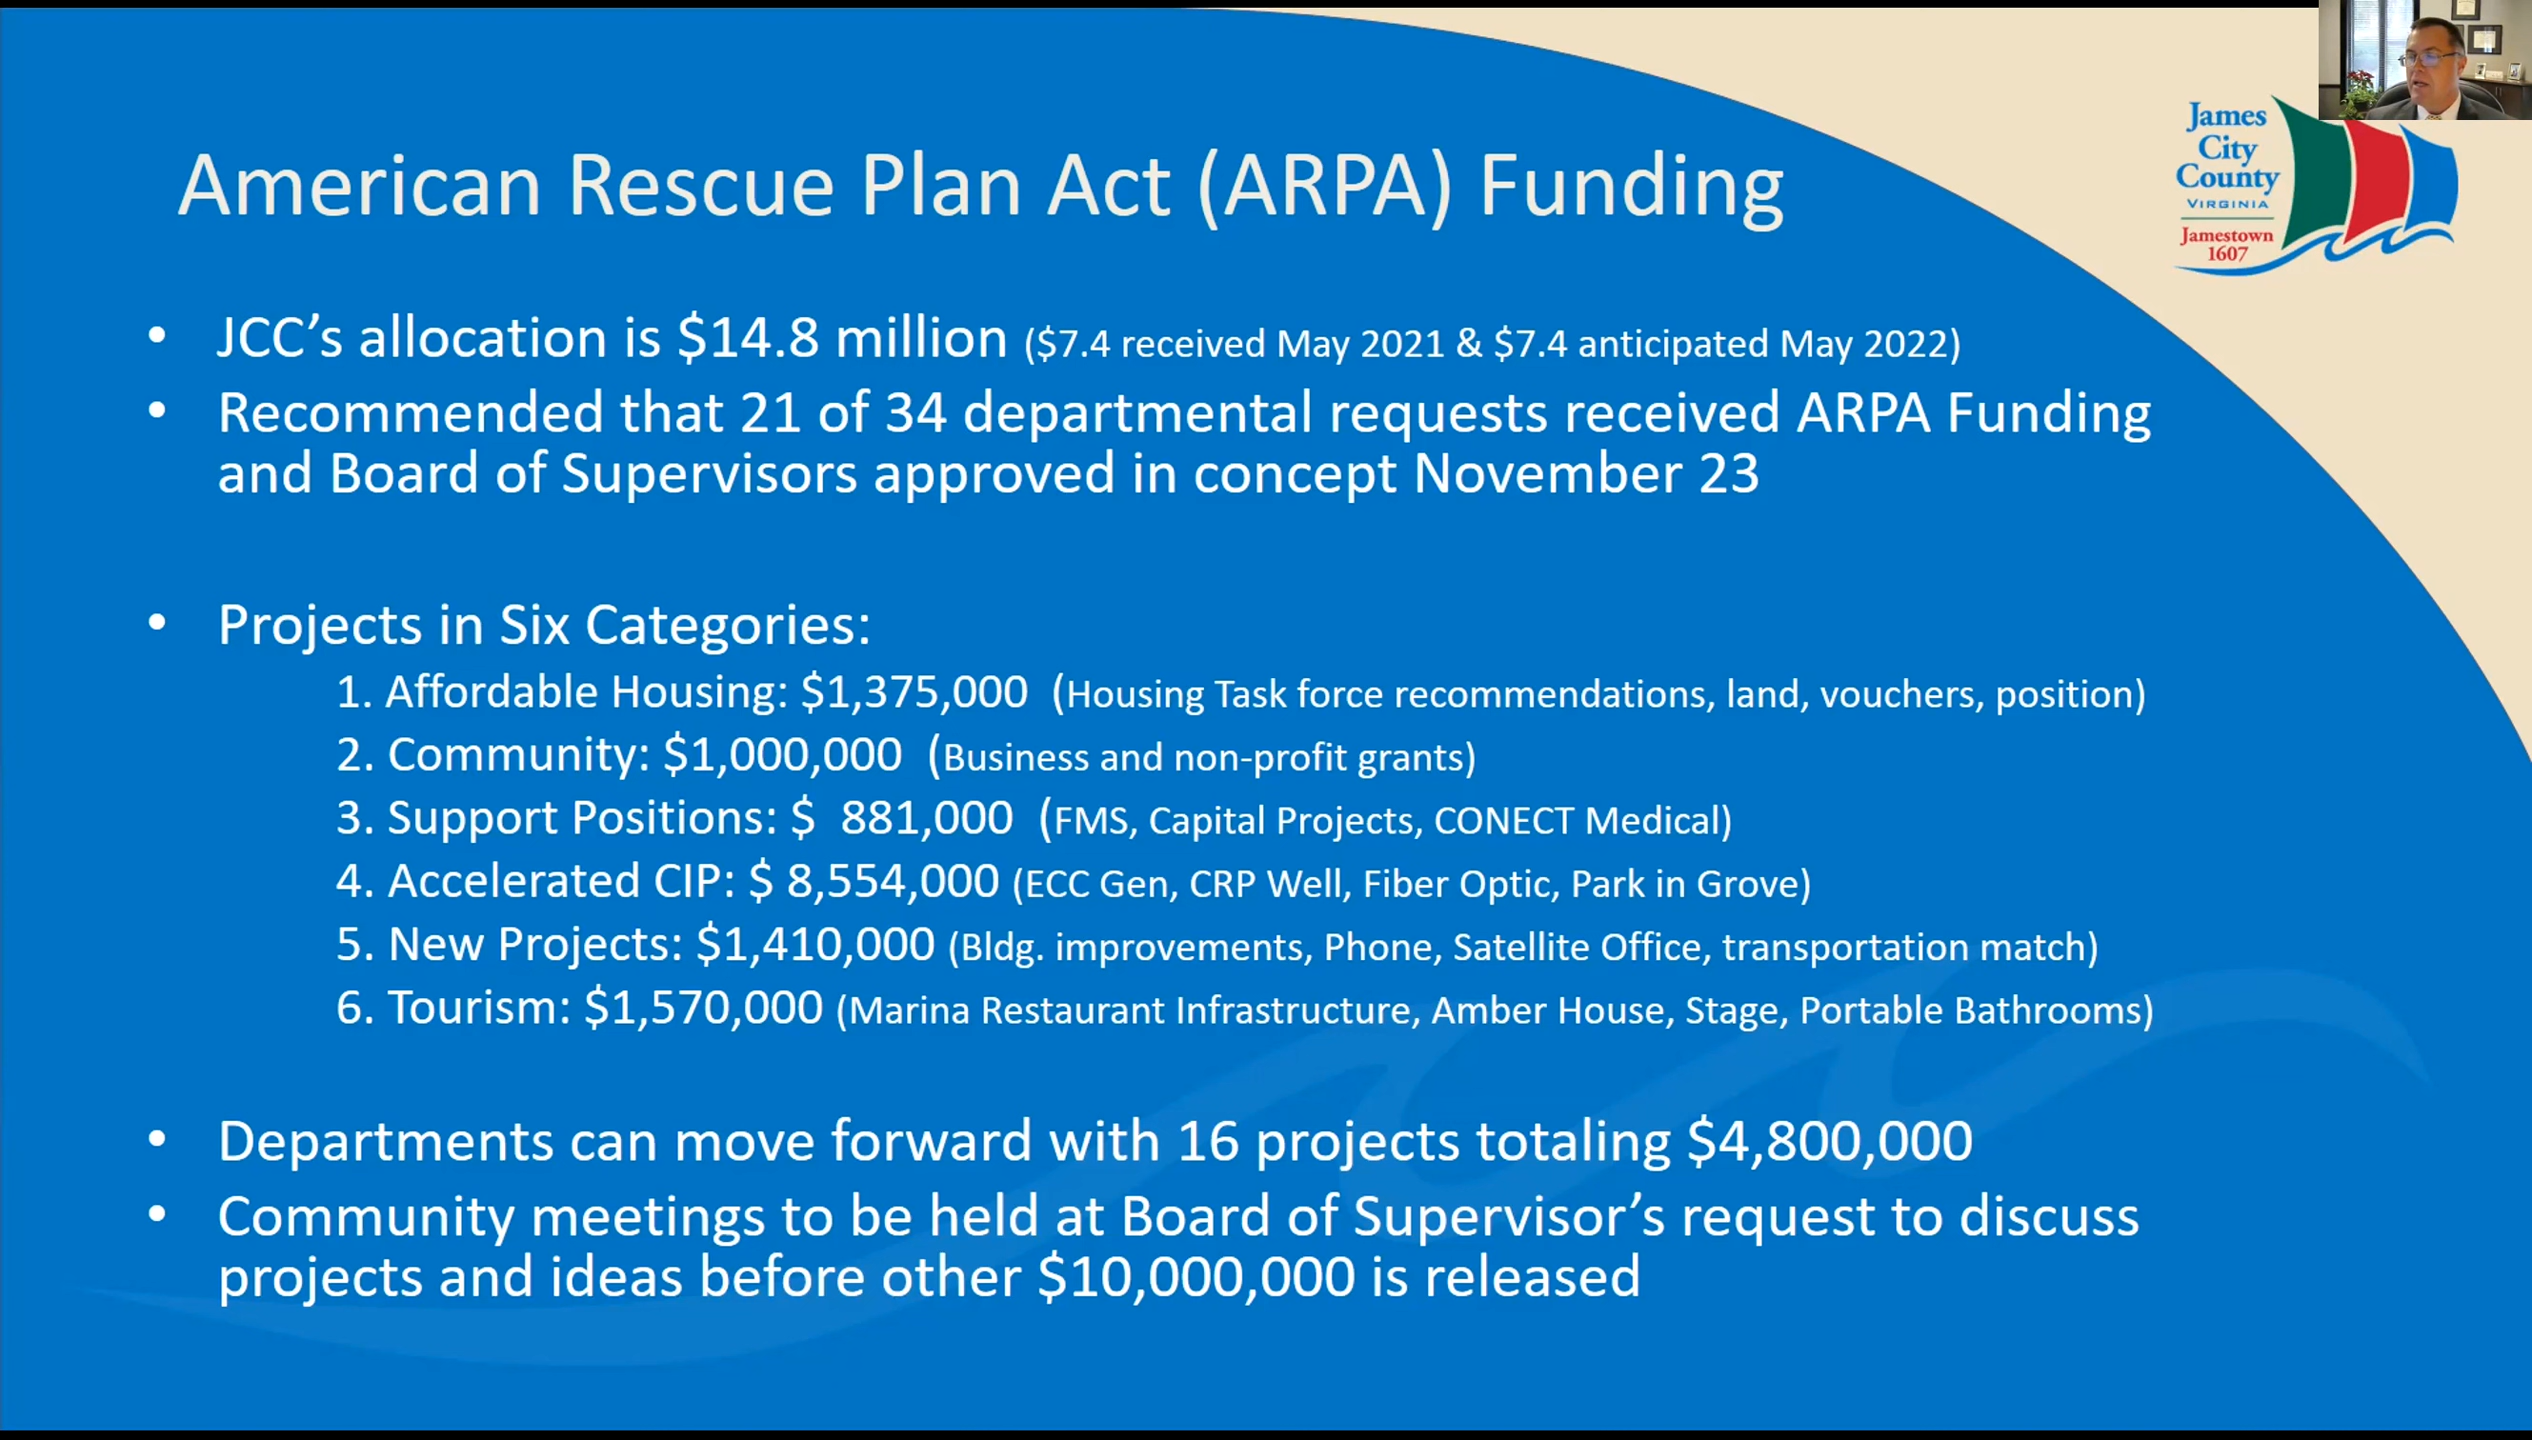 James
City
County
VIRGINIA
Jamestown
1607
American Rescue Plan Act (ARPA) Funding
• JCC’s allocation is $14.8 million ($7.4 received May 2021 & $7.4 anticipated May 2022)
• Recommended that 21 of 34 departmental requests received ARPA Funding
and Board of Supervisors approved in concept November 23
• Projects in Six Categories:
1. Affordable Housing: $1,375,000 (Housing Task force recommendations, land, vouchers, position)
2. Community: $1,000,000 (Business and non-profit grants)
3. Support Positions: $ 881,000 (FMS, Capital Projects, CONECT Medical)
4. Accelerated CIP: $ 8,554,000 (ECC Gen, CRP Well, Fiber Optic, Park in Grove)
5. New Projects: $1,410,000 (Bldg. improvements, Phone, Satellite Office, transportation match)
6. Tourism: $1,570,000 (Marina Restaurant Infrastructure, Amber House, Stage, Portable Bathrooms)
• Departments can move forward with 16 projects totaling $4,800,000
• Community meetings to be held at Board of Supervisor’s request to discuss
projects and ideas before other $10,000,000 is released